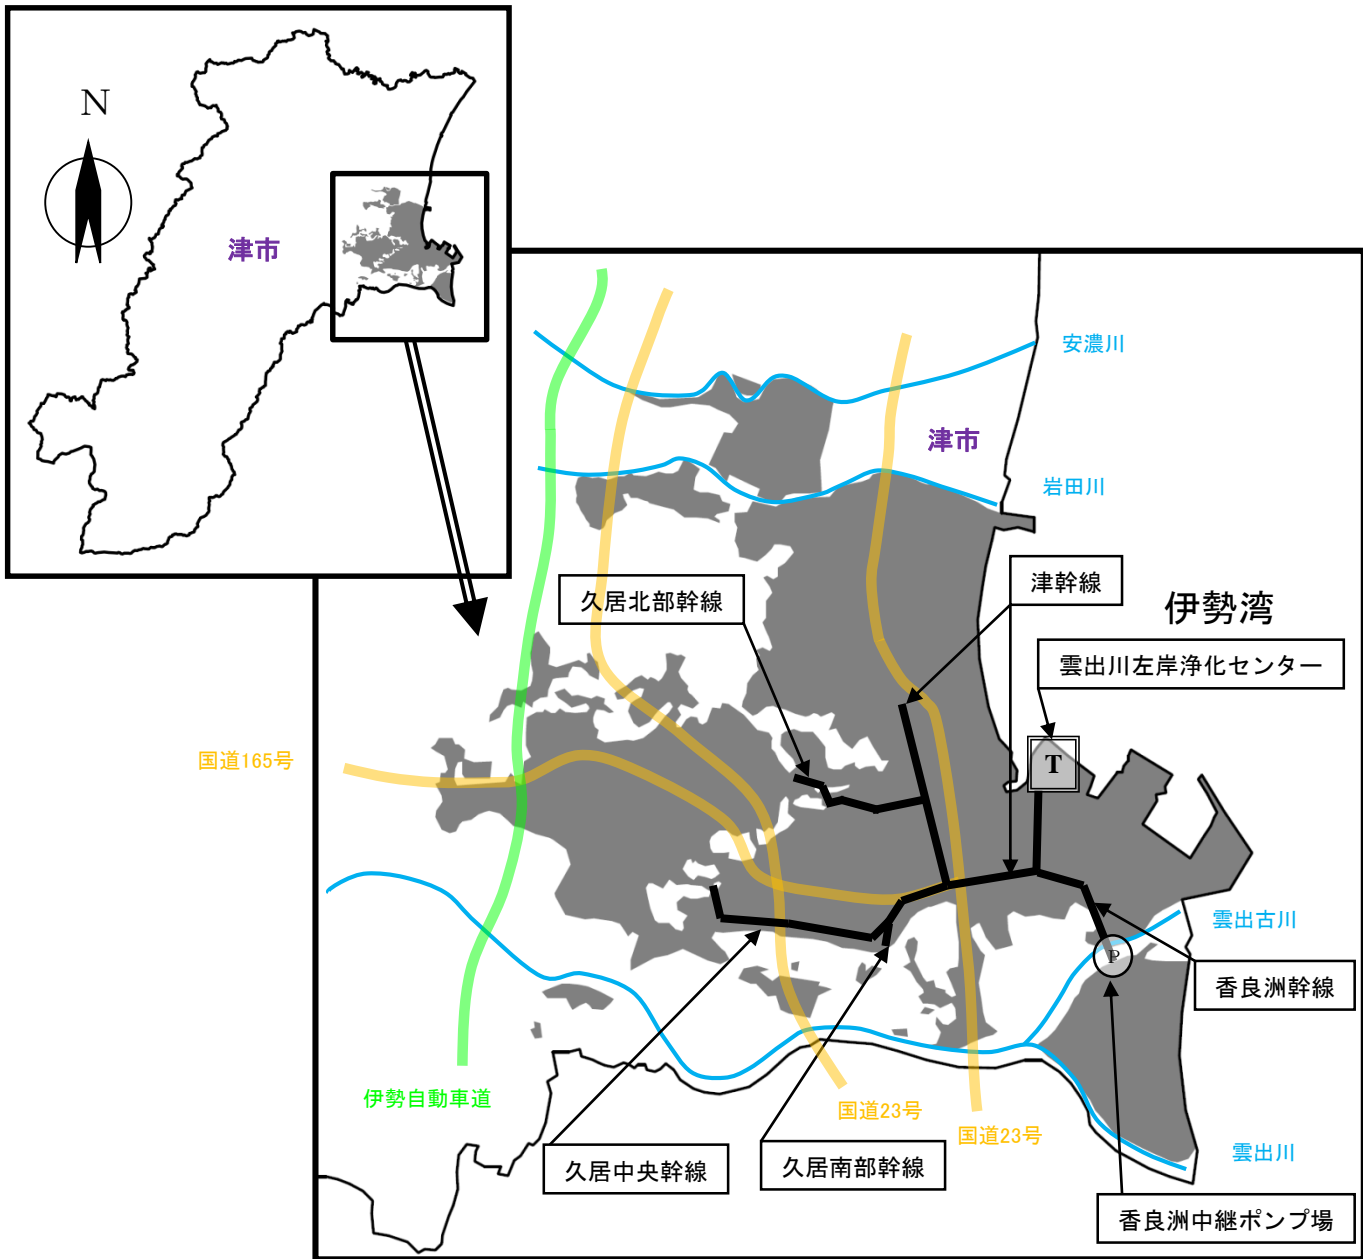 N
津市
安濃川
津市
岩田川
津幹線
久居北部幹線
伊勢湾
雲出川左岸浄化センター
国道165号
T
雲出古川
P
香良洲幹線
伊勢自動車道
国道23号
国道23号
久居中央幹線
久居南部幹線
雲出川
香良洲中継ポンプ場